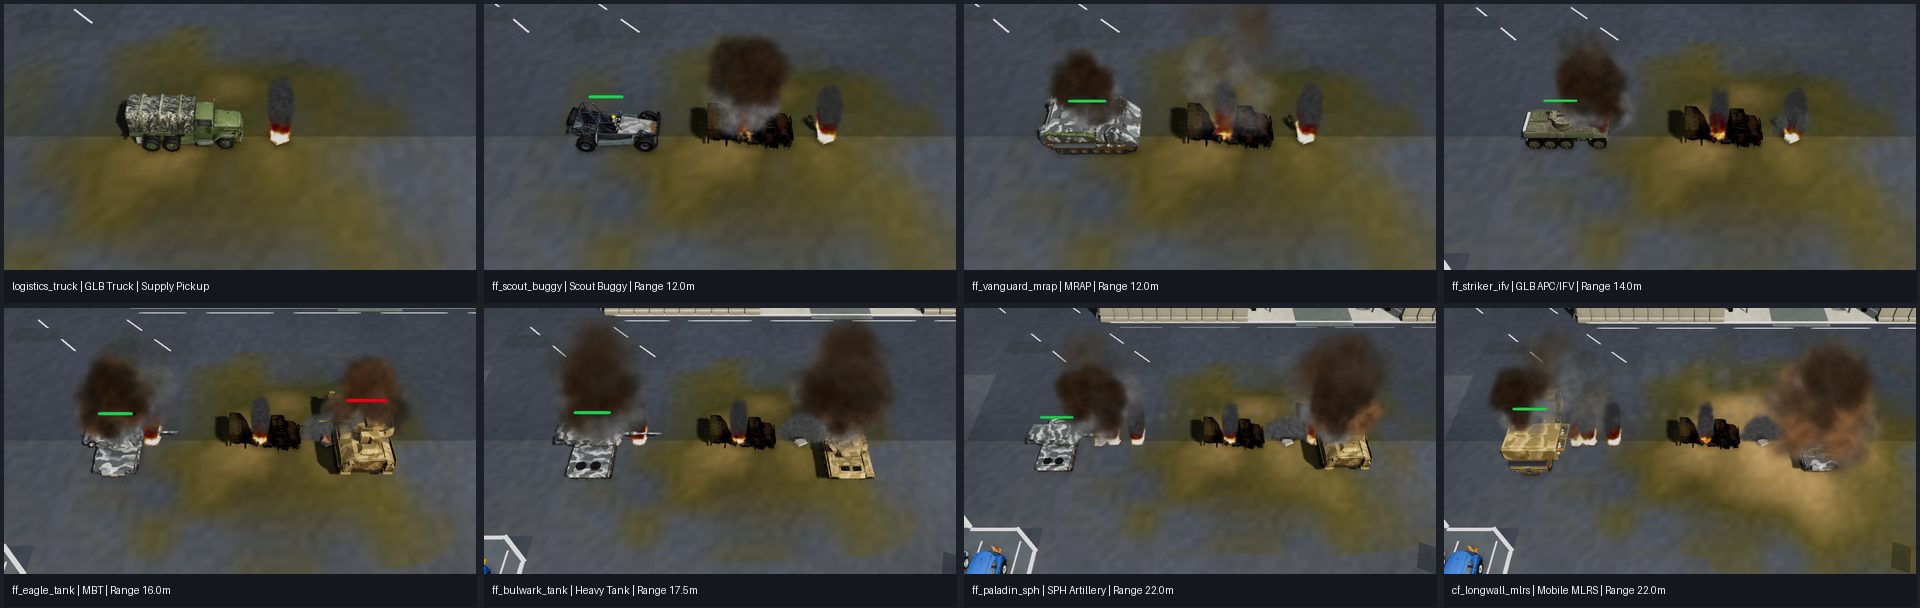 logistics_truck | GLB Truck | Supply Pickup
ff_scout_buggy | Scout Buggy | Range 12.0m
ff_vanguard_mrap | MRAP | Range 12.0m
ff_striker_ifv | GLB APC/IFV | Range 14.0m
ff_eagle_tank | MBT | Range 16.0m
ff_bulwark_tank | Heavy Tank | Range 17.5m
ff_paladin_sph | SPH Artillery | Range 22.0m
cf_longwall_mlrs | Mobile MLRS | Range 22.0m